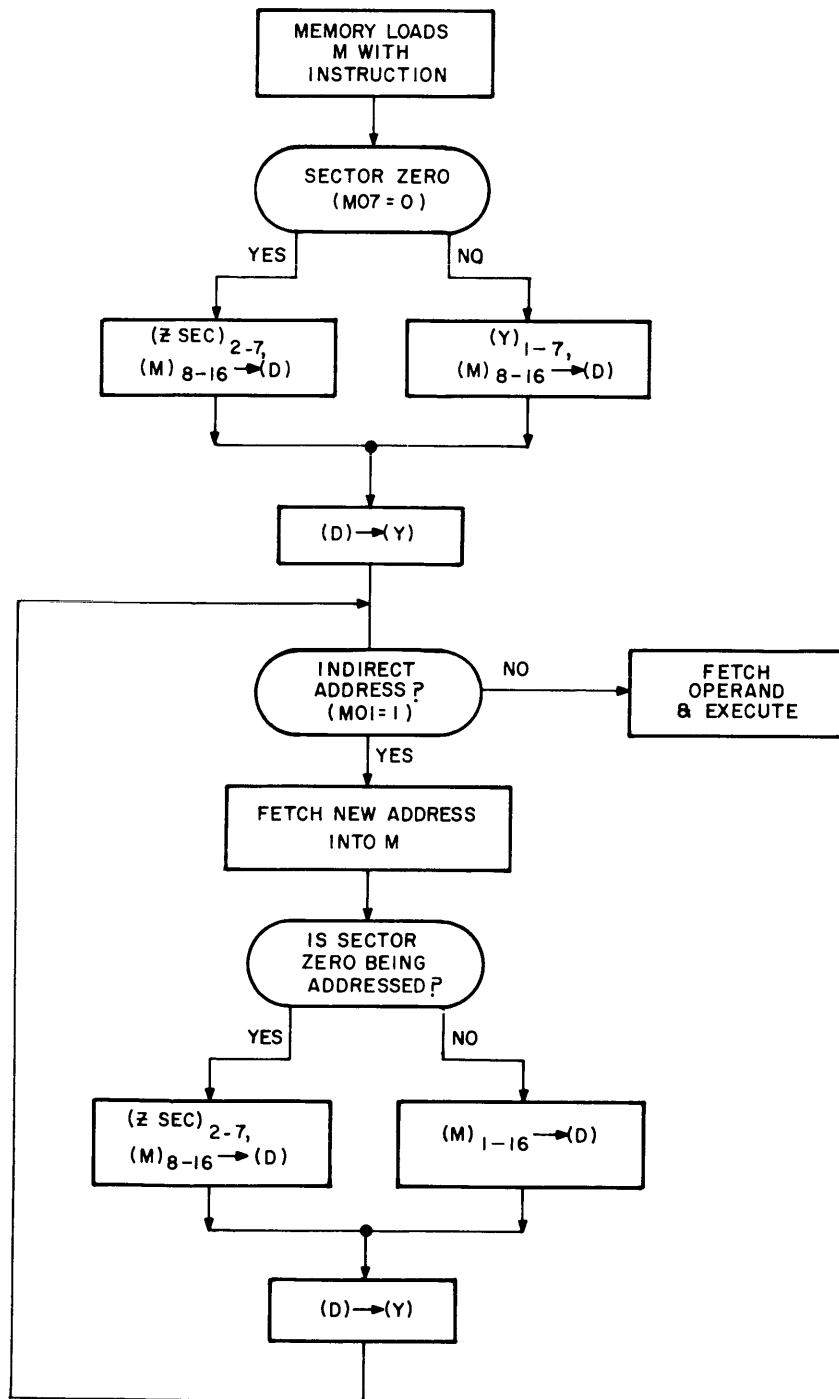 MEMORY LOADS
M WITH
INSTRUCTION
SECTOR ZERO
(M07=0)
YES
NO
(Z SEC)2-7,
(M)8-16→(D)
(Y)1-7,
(M)8-16→(D)
(D)→(Y)
INDIRECT
ADDRESS?
(M01=1)
NO
FETCH
OPERAND
& EXECUTE
YES
FETCH NEW ADDRESS
INTO M
IS SECTOR
ZERO BEING
ADDRESSED?
YES
NO
(Z SEC)2-7,
(M)8-16→(D)
(M)1-16→(D)
(D)→(Y)